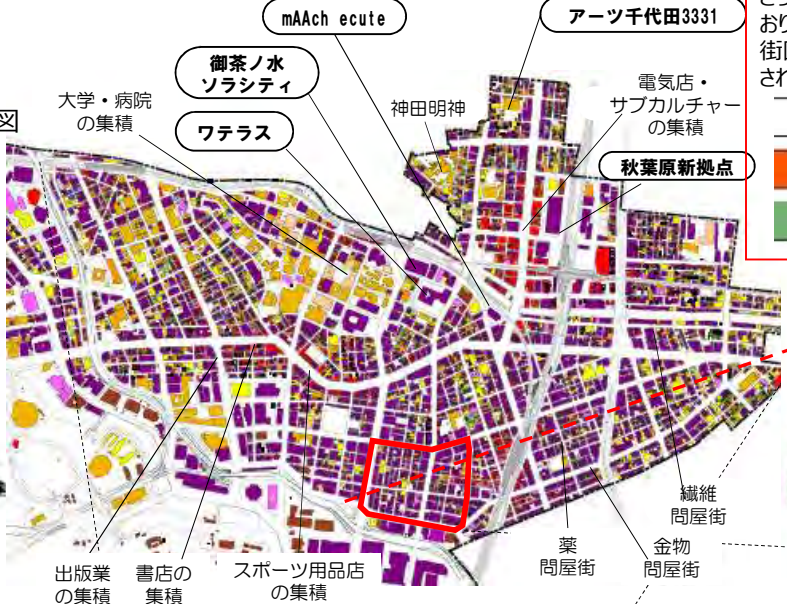 mAAch ecute
アーツ千代田3331
おり
街区
され
御茶ノ水
ソラシティ
図
大学・病院
の集積
ワテラス
神田明神
電気店・
サブカルチャー
の集積
秋葉原新拠点
出版業
の集積
書店の
集積
スポーツ用品店
の集積
薬
問屋街
金物
問屋街
繊維
問屋街